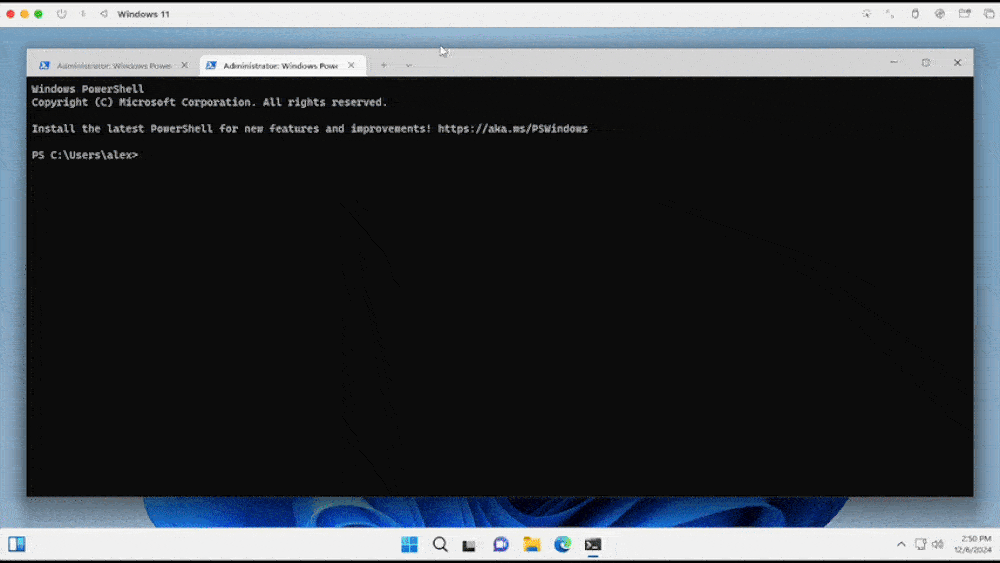 Windows 11
Administrator: Windows Powe
Administrator: Windows Powe
Windows PowerShell
Copyright (C) Microsoft Corporation. All rights reserved.
Install the latest PowerShell for new features and improvements! https://aka.ms/PSWindows
PS C:\Users\alex>
2:50 PM
12/6/2024